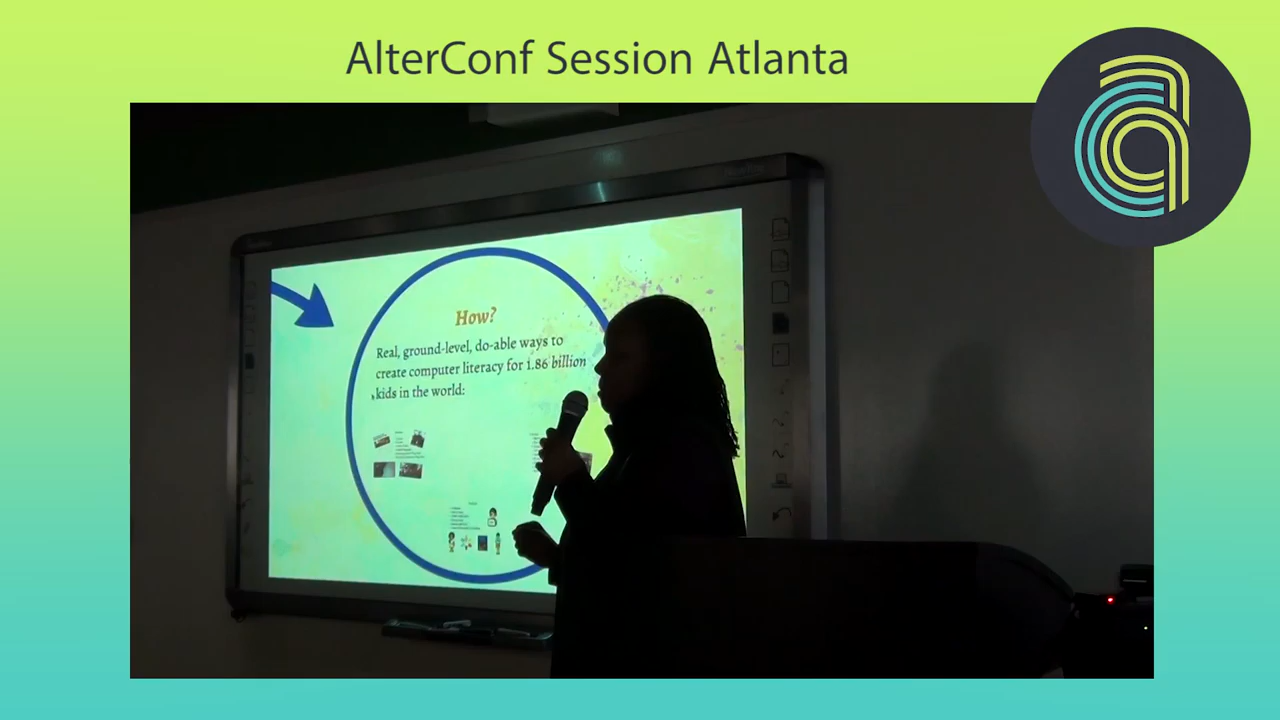 AlterConf Session Atlanta
How?
Real, ground-level, do-able ways to
create computer literacy for 1.86 billion
kids in the world: